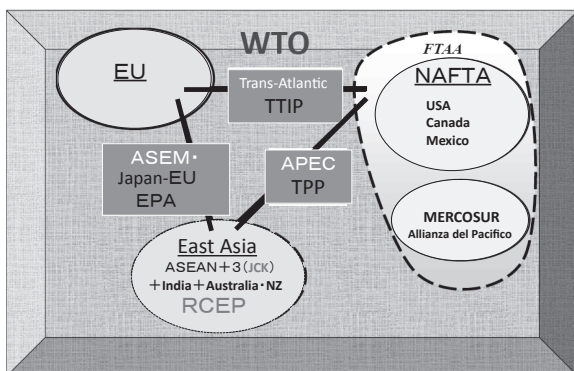 WTO
EU
Trans-Atlantic
TTIP
FTAA
NAFTA
USA
Canada
Mexico
ASEM・
Japan-EU
EPA
APEC
TPP
MERCOSUR
Allianza del Pacifico
East Asia
ASEAN＋3(JCK)
＋India＋Australia・NZ
RCEP